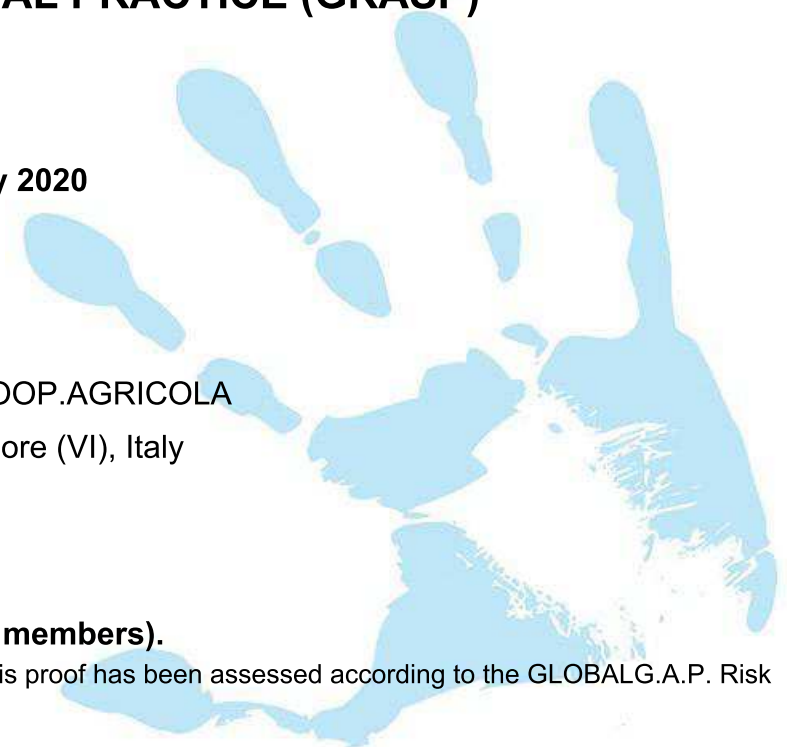 AL PRACTICE (GRASP)
y 2020
OOP.AGRICOLA
ore (VI), Italy
members).
is proof has been assessed according to the GLOBALG.A.P. Risk